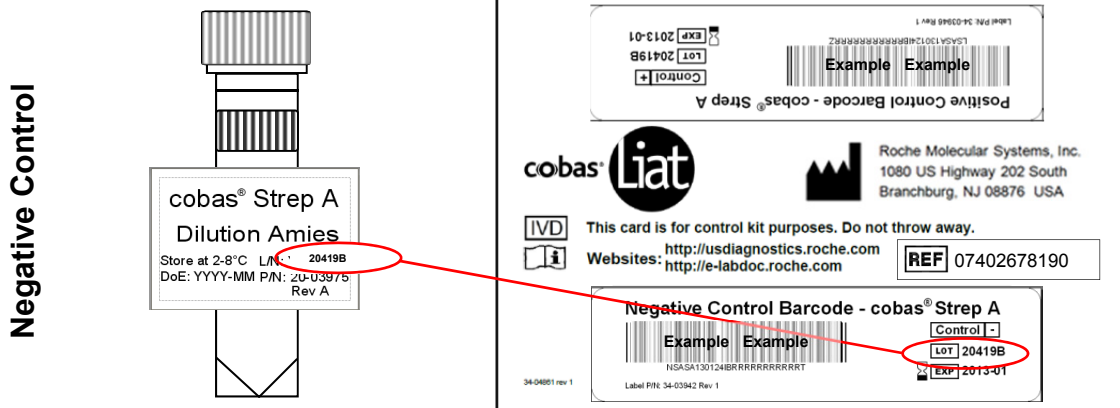 Negative Control
cobas® Strep A
Dilution Amies
Store at 2-8°C L/N: 20419B
DoE: YYYY-MM P/N: 20-03975
Rev A
Positive Control Barcode - cobas® Strep A
Example Example
Control +
LOT 20419B
EXP 2013-01
LSASA130124IBRRRRRRRRRRRRZ
Label P/N: 34-03946 Rev 1
cobas® Liat
Roche Molecular Systems, Inc.
1080 US Highway 202 South
Branchburg, NJ 08876 USA
IVD This card is for control kit purposes. Do not throw away.
i Websites: http://usdiagnostics.roche.com
http://e-labdoc.roche.com
REF 07402678190
Negative Control Barcode - cobas® Strep A
Example Example
Control -
LOT 20419B
EXP 2013-01
NSASA130124IBRRRRRRRRRRRRT
Label P/N: 34-03942 Rev 1
34-04861 rev 1